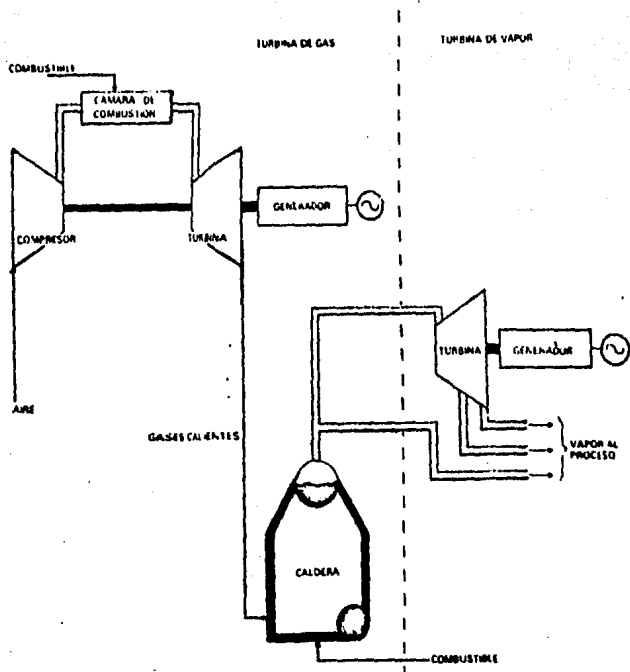 TURBINA DE GAS
TURBINA DE VAPOR
COMBUSTIBLE
CAMARA DE
COMBUSTION
GENERADOR
COMPRESOR
TURBINA
TURBINA
GENERADOR
AIRE
GASES CALIENTES
VAPOR AL
PROCESO
CALDERA
COMBUSTIBLE